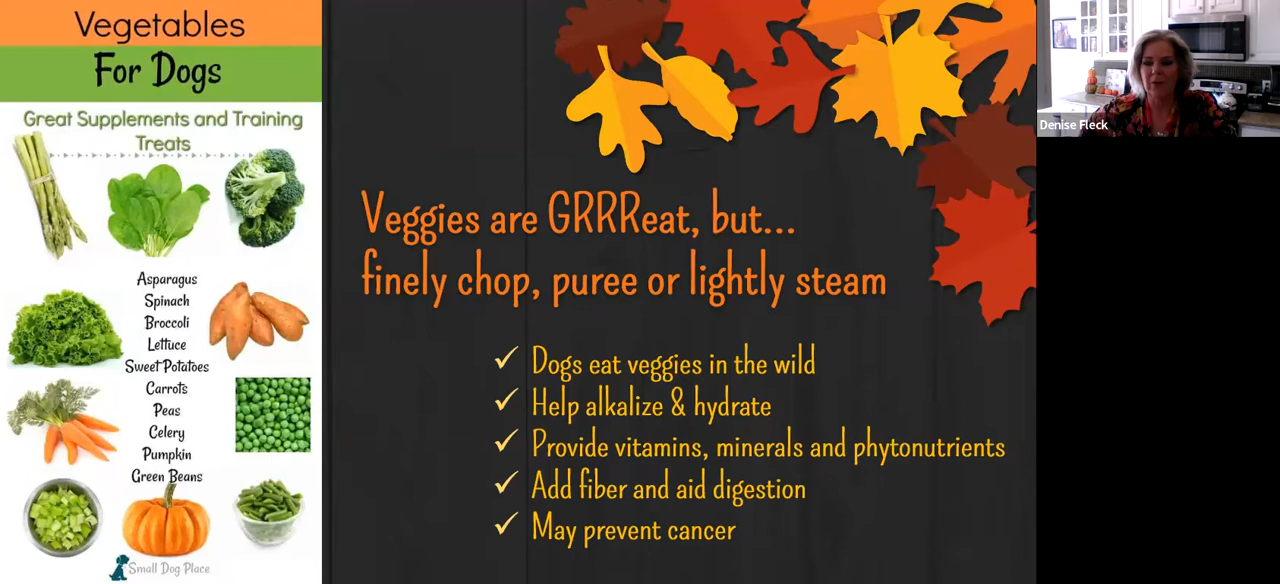 Vegetables
For Dogs
Great Supplements and Training
Treats
Asparagus
Spinach
Broccoli
Lettuce
Sweet Potatoes
Carrots
Peas
Celery
Pumpkin
Green Beans
Small Dog Place
Veggies are GRRReat, but...
finely chop, puree or lightly steam
✓ Dogs eat veggies in the wild
✓ Help alkalize & hydrate
✓ Provide vitamins, minerals and phytonutrients
✓ Add fiber and aid digestion
✓ May prevent cancer
Denise Fleck